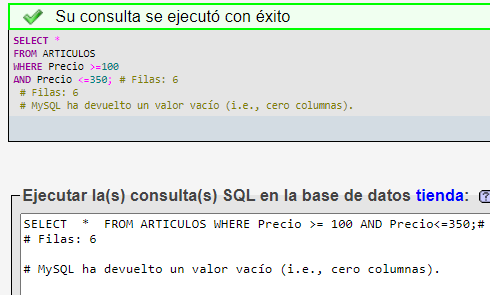 Su consulta se ejecutó con éxito
SELECT *
FROM ARTICULOS
WHERE Precio >=100
AND Precio <=350; # Filas: 6
# Filas: 6
# MySQL ha devuelto un valor vacío (i.e., cero columnas).
Ejecutar la(s) consulta(s) SQL en la base de datos tienda: ?
SELECT * FROM ARTICULOS WHERE Precio >= 100 AND Precio<=350;#
# Filas: 6
# MySQL ha devuelto un valor vacío (i.e., cero columnas).